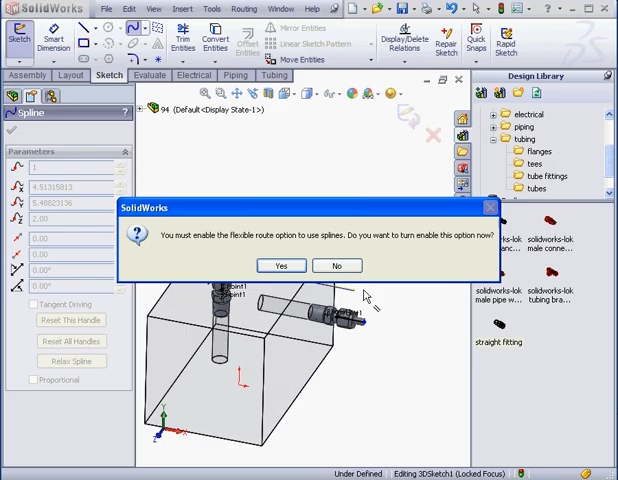 SolidWorks
File Edit View Insert Tools Routing Window Help
Sketch
Smart Dimension
Trim Entities
Convert Entities
Offset Entities
Mirror Entities
Linear Sketch Pattern
Move Entities
Display/Delete Relations
Repair Sketch
Quick Snaps
Rapid Sketch
Assembly Layout Sketch Evaluate Electrical Piping Tubing
Design Library
Spline
94 (Default<Display State-1>)
Parameters
1
4.51315813
5.48823136
2.00
0.00
0.00
0.00°
0.00°
Tangent Driving
Reset This Handle
Reset All Handles
Relax Spline
Proportional
SolidWorks
You must enable the flexible route option to use splines. Do you want to turn enable this option now?
Yes
No
electrical
piping
tubing
flanges
tees
tube fittings
tubes
solidworks-lok
male conne...
solidworks-lok
male pipe w...
solidworks-lok
tubing bra...
straight fitting
Y
X
Z
Under Defined
Editing 3DSketch1 (Locked Focus)